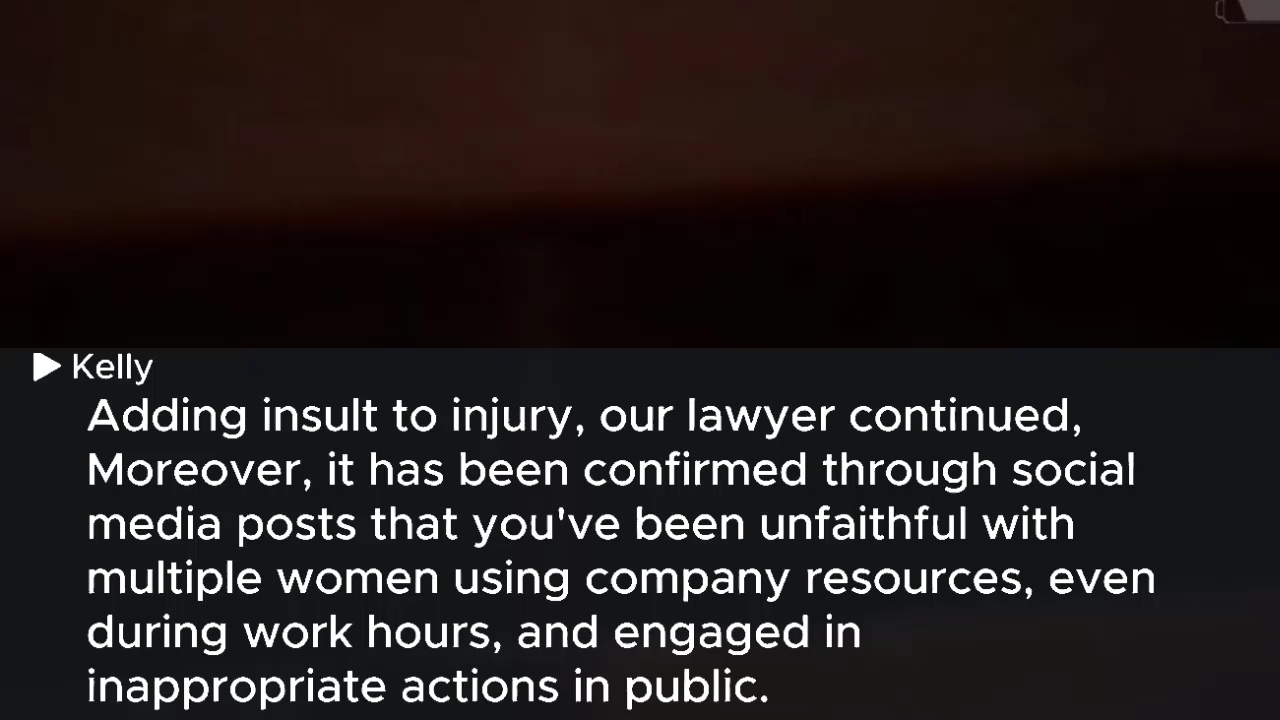 Kelly
Adding insult to injury, our lawyer continued,
Moreover, it has been confirmed through social
media posts that you've been unfaithful with
multiple women using company resources, even
during work hours, and engaged in
inappropriate actions in public.